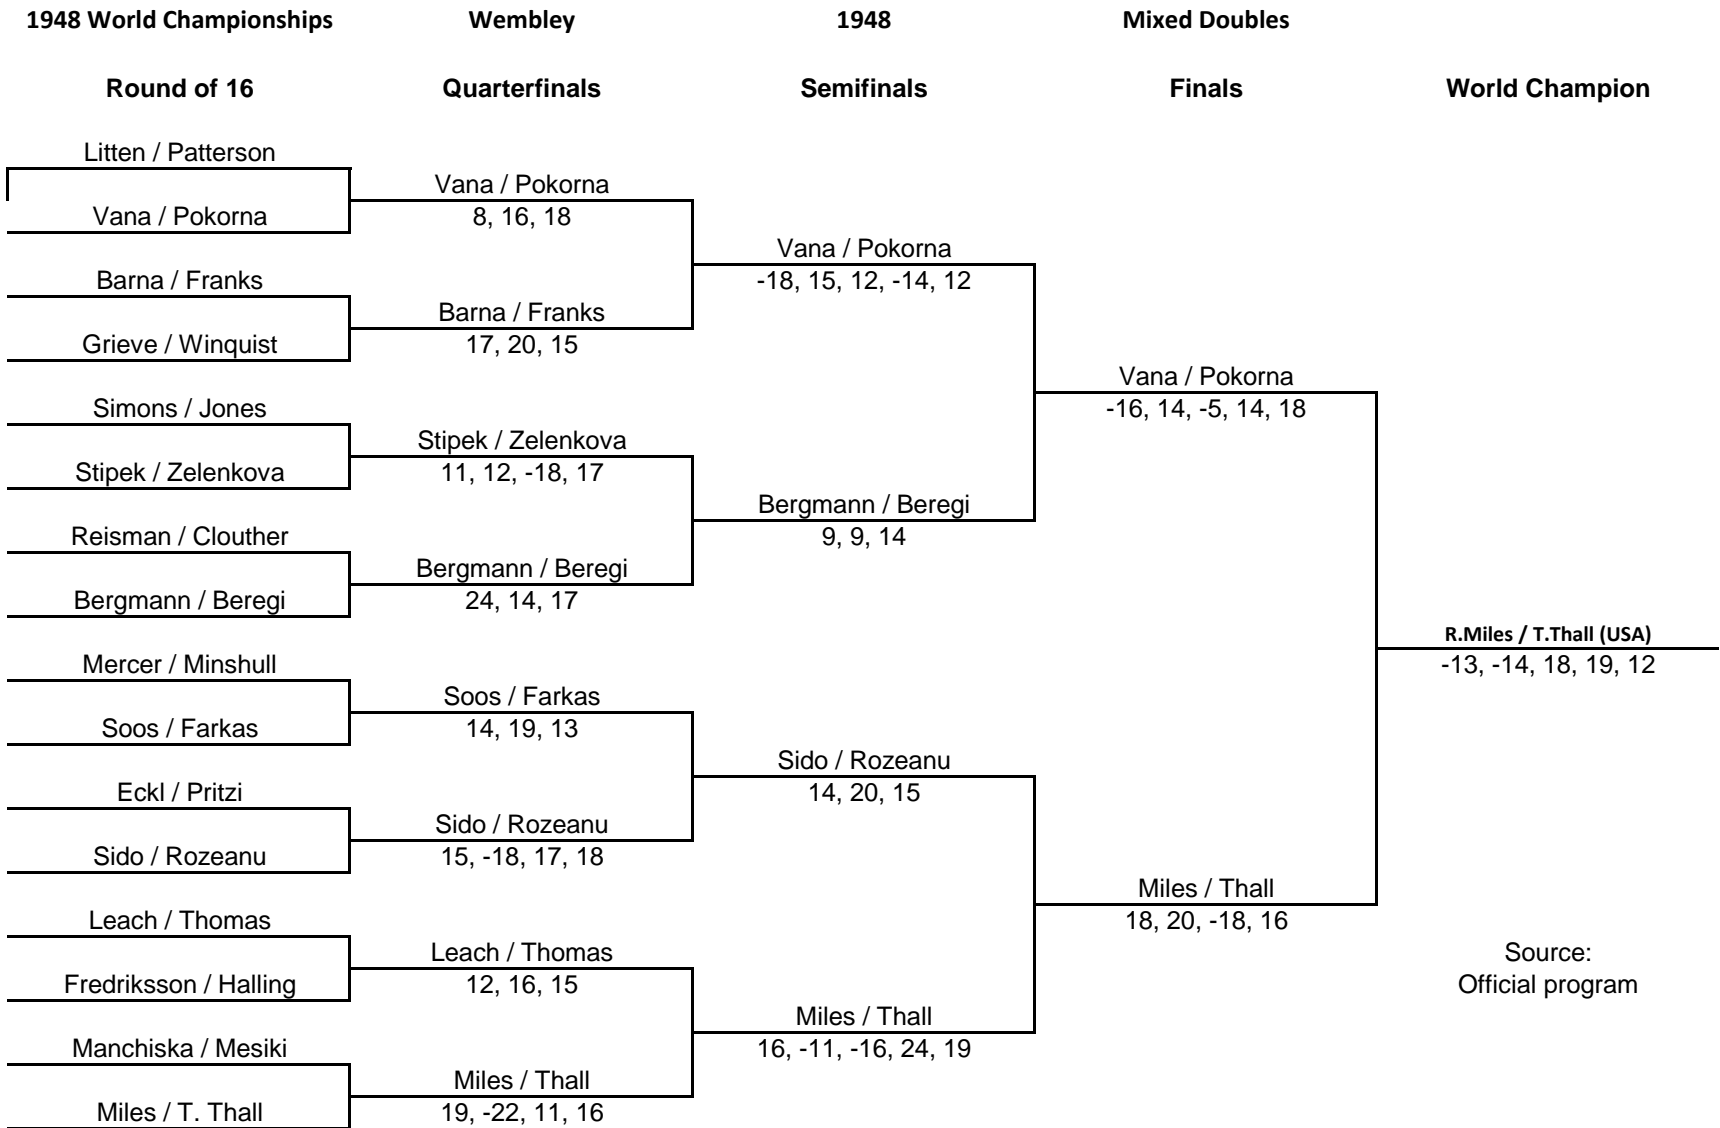 1948 World Championships Wembley 1948 Mixed Doubles
Round of 16 Quarterfinals Semifinals Finals World Champion
Litten / Patterson
Vana / Pokorna
Vana / Pokorna 8, 16, 18
Vana / Pokorna
Barna / Franks -18, 15, 12, -14, 12
Barna / Franks
Grieve / Winquist 17, 20, 15
Vana / Pokorna
Simons / Jones -16, 14, -5, 14, 18
Stipek / Zelenkova
Stipek / Zelenkova 11, 12, -18, 17
Bergmann / Beregi
Reisman / Clouther 9, 9, 14
Bergmann / Beregi
Bergmann / Beregi 24, 14, 17
R.Miles / T.Thall (USA)
Mercer / Minshull -13, -14, 18, 19, 12
Soos / Farkas
Soos / Farkas 14, 19, 13
Sido / Rozeanu
Eckl / Pritzi 14, 20, 15
Sido / Rozeanu
Sido / Rozeanu 15, -18, 17, 18
Miles / Thall
Leach / Thomas 18, 20, -18, 16
Leach / Thomas Source:
Fredriksson / Halling 12, 16, 15 Official program
Miles / Thall
Manchiska / Mesiki 16, -11, -16, 24, 19
Miles / Thall
Miles / T. Thall 19, -22, 11, 16